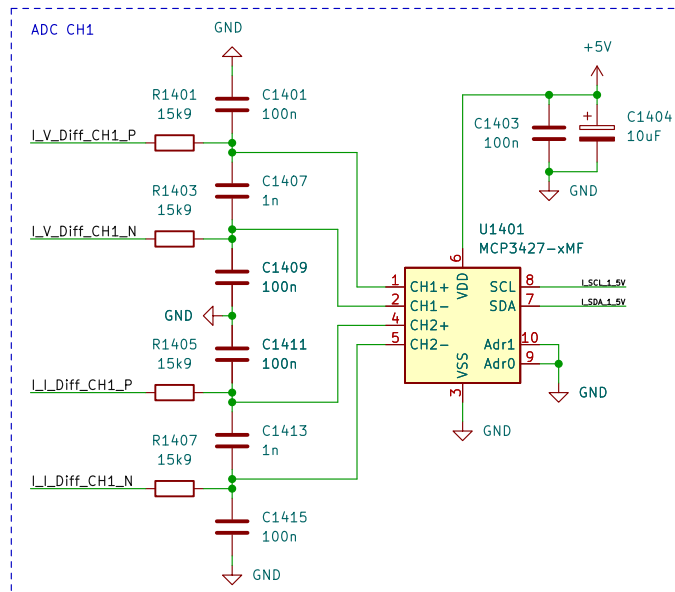 ADC CH1
GND
+5V
R1401
15k9
C1401
100n
I_V_Diff_CH1_P
C1403
100n
+
C1404
10uF
R1403
15k9
C1407
1n
GND
I_V_Diff_CH1_N
U1401
MCP3427-xMF
C1409
100n
6
VDD
1 CH1+
SCL 8
I_SCL_1_5V
2 CH1-
SDA 7
I_SDA_1_5V
GND
4 CH2+
R1405
15k9
C1411
100n
5 CH2-
Adr1 10
Adr0 9
VSS
3
I_I_Diff_CH1_P
GND
GND
R1407
15k9
C1413
1n
I_I_Diff_CH1_N
C1415
100n
GND